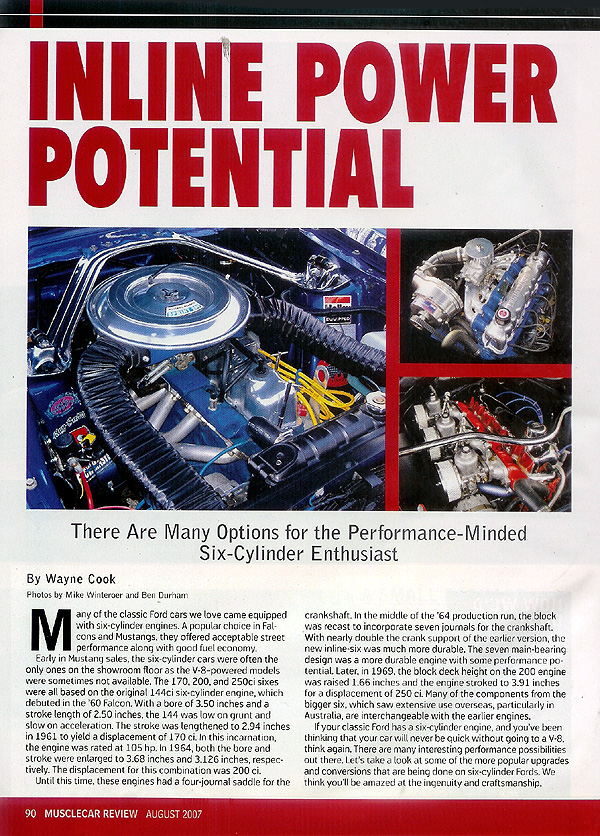 INLINE POWER
POTENTIAL
There Are Many Options for the Performance-Minded
Six-Cylinder Enthusiast
By Wayne Cook
Photos by Mike Winteroer and Ben Durham
Many of the classic Ford cars we love came equipped
with six-cylinder engines. A popular choice in Fal-
cons and Mustangs, they offered acceptable street
performance along with good fuel economy.
Early in Mustang sales, the six-cylinder cars were often the
only ones on the showroom floor as the V-8-powered models
were sometimes not available. The 170, 200, and 250ci sixes
were all based on the original 144ci six-cylinder engine, which
debuted in the '60 Falcon. With a bore of 3.50 inches and a
stroke length of 2.50 inches, the 144 was low on grunt and
slow on acceleration. The stroke was lengthened to 2.94 inches
in 1961 to yield a displacement of 170 ci. In this incarnation,
the engine was rated at 105 hp. In 1964, both the bore and
stroke were enlarged to 3.68 inches and 3.126 inches, respec-
tively. The displacement for this combination was 200 ci.
Until this time, these engines had a four-journal saddle for the
crankshaft. In the middle of the '64 production run, the block
was recast to incorporate seven journals for the crankshaft.
With nearly double the crank support of the earlier version, the
new inline-six was much more durable. The seven main-bearing
design was a more durable engine with some performance po-
tential. Later, in 1969, the block deck height on the 200 engine
was raised 1.66 inches and the engine stroked to 3.91 inches
for a displacement of 250 ci. Many of the components from the
bigger six, which saw extensive use overseas, particularly in
Australia, are interchangeable with the earlier engines.
If your classic Ford has a six-cylinder engine, and you've been
thinking that your car will never be quick without going to a V-8,
think again. There are many interesting performance possibilities
out there. Let's take a look at some of the more popular upgrades
and conversions that are being done on six-cylinder Fords. We
think you'll be amazed at the ingenuity and craftsmanship.
90 MUSCLECAR REVIEW AUGUST 2007